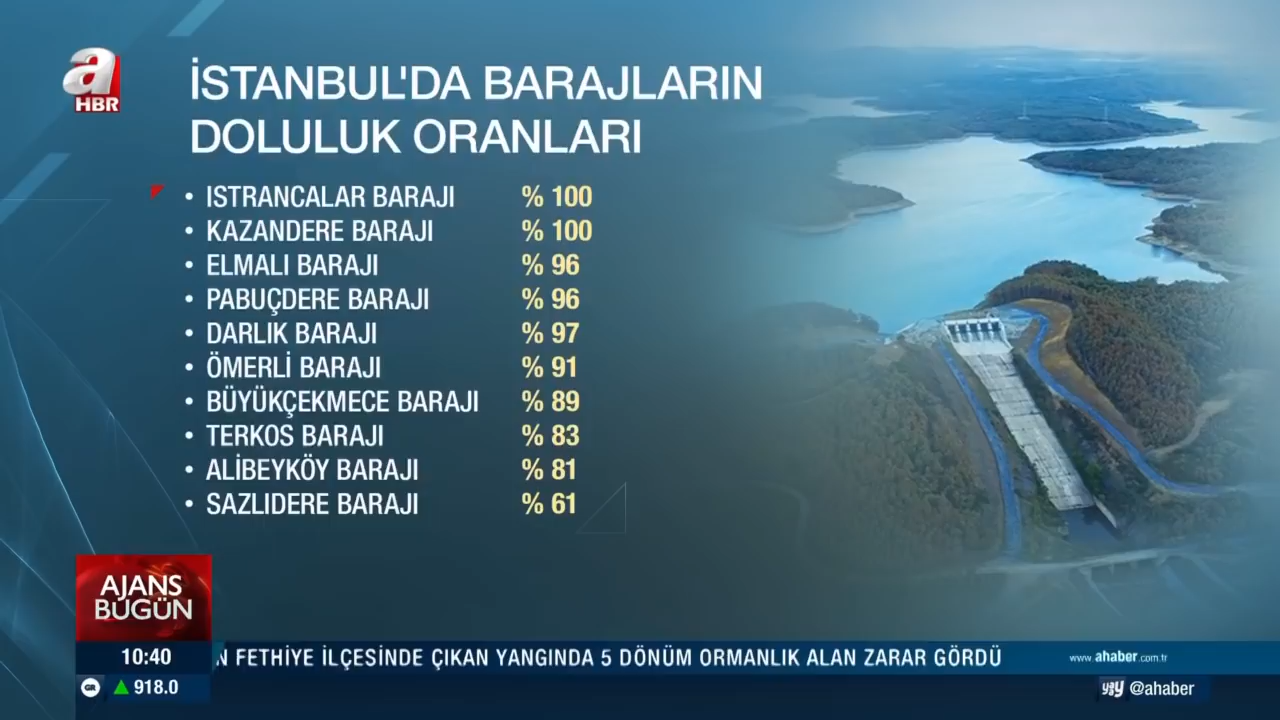 a
HBR
İSTANBUL'DA BARAJLARIN
DOLULUK ORANLARI
• ISTRANCALAR BARAJI % 100
• KAZANDERE BARAJI % 100
• ELMALI BARAJI % 96
• PABUÇDERE BARAJI % 96
• DARLIK BARAJI % 97
• ÖMERLİ BARAJI % 91
• BÜYÜKÇEKMECE BARAJI % 89
• TERKOS BARAJI % 83
• ALİBEYKÖY BARAJI % 81
• SAZLIDERE BARAJI % 61
AJANS
BUGÜN
10:40
N FETHİYE İLÇESİNDE ÇIKAN YANGINDA 5 DÖNÜM ORMANLIK ALAN ZARAR GÖRDÜ
www.ahaber.com.tr
GR 918.0
@ahaber